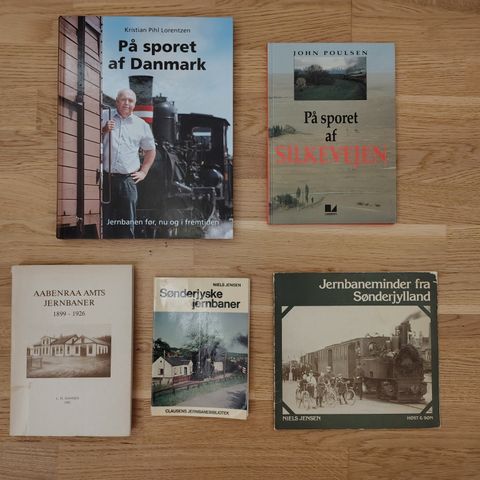 Kristian Pihl Lorentzen
På sporet
af Danmark
Jernbanen før, nu og i fremtiden
JOHN POULSEN
På sporet
af
SILKEVEJEN
AABENRAA AMTS
JERNBANER
1899 - 1926
NIELS JENSEN
Sønderjyske
jernbaner
CLAUSENS JERNBANEBIBLIOTEK
Jernbaneminder fra
Sønderjylland
NIELS JENSEN
HØST & SØN